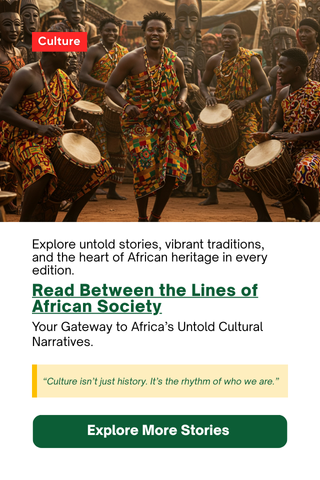 Culture
Explore untold stories, vibrant traditions,
and the heart of African heritage in every
edition.
Read Between the Lines of
African Society
Your Gateway to Africa’s Untold Cultural
Narratives.
“Culture isn’t just history. It’s the rhythm of who we are.”
Explore More Stories